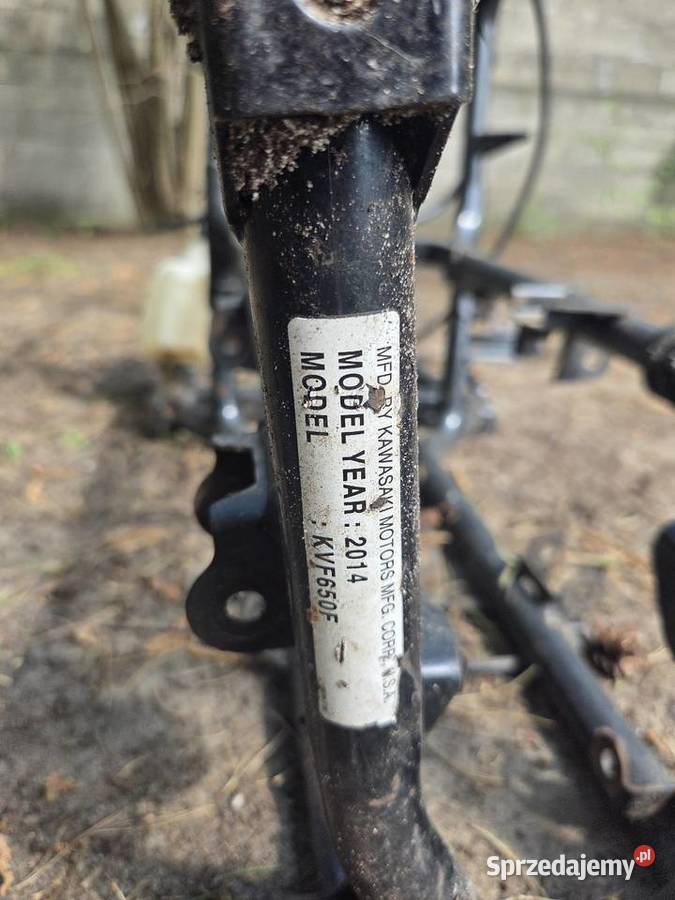 MFD. BY KAWASAKI MOTORS MFG. CORP., U.S.A.
MODEL YEAR : 2014
MODEL : KVF650F
Sprzedajemy.pl